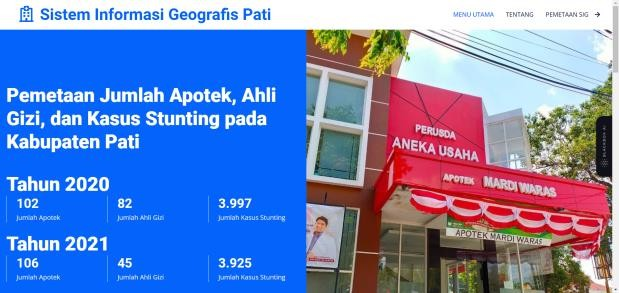 Sistem Informasi Geografis Pati
MENU UTAMA
TENTANG
PEMETAAN SIG
Pemetaan Jumlah Apotek, Ahli
Gizi, dan Kasus Stunting pada
Kabupaten Pati
Tahun 2020
102
82
3.997
Jumlah Apotek
Jumlah Ahli Gizi
Jumlah Kasus Stunting
Tahun 2021
106
45
3.925
Jumlah Apotek
Jumlah Ahli Gizi
Jumlah Kasus Stunting
PERUSDA
ANEKA USAHA
APOTEK MARDI WARAS
APOTEK MARDI WARAS
BLACKBOX AI